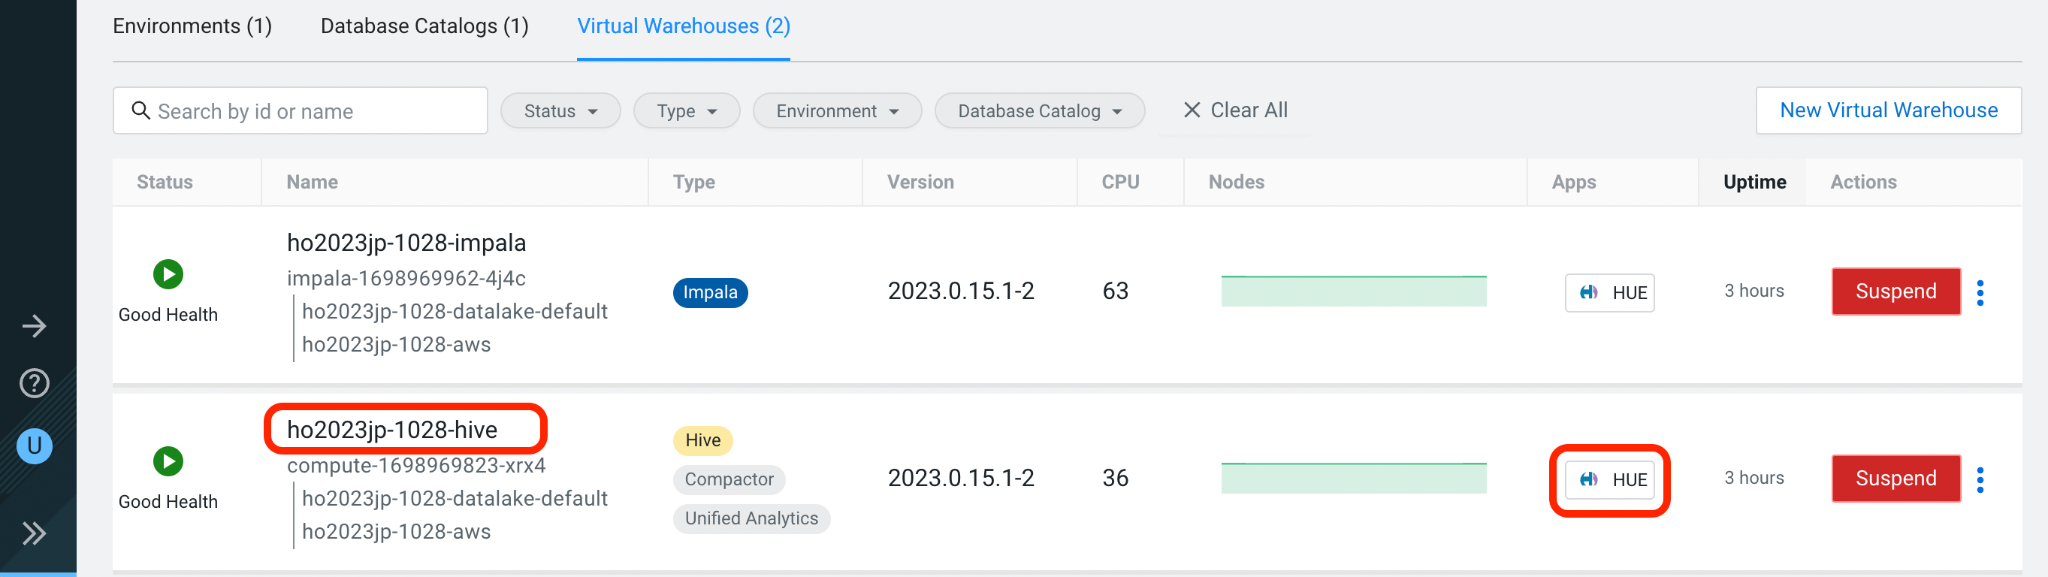 Environments (1) Database Catalogs (1) Virtual Warehouses (2)
Search by id or name Status Type Environment Database Catalog Clear All New Virtual Warehouse
Status Name Type Version CPU Nodes Apps Uptime Actions
ho2023jp-1028-impala
impala-1698969962-4j4c
Good Health ho2023jp-1028-datalake-default Impala 2023.0.15.1-2 63 HUE 3 hours Suspend
ho2023jp-1028-aws
ho2023jp-1028-hive Hive
U compute-1698969823-xrx4 Compactor 2023.0.15.1-2 36 HUE 3 hours Suspend
Good Health ho2023jp-1028-datalake-default Unified Analytics
ho2023jp-1028-aws